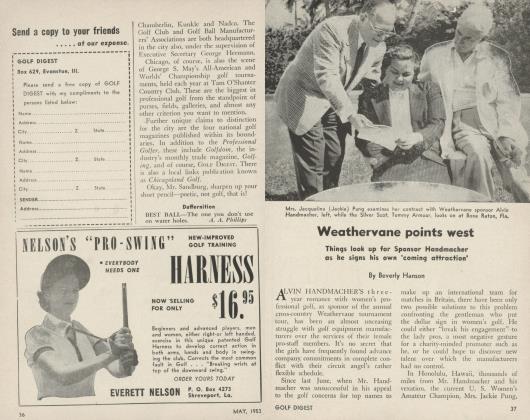 Send a copy to your friends
..... of our expense.
GOLF DIGEST
Box 629, Evanston, Ill.
Please send a free copy of GOLF
DIGEST with my compliments to the
persons listed below:
Name
Address
City Z. State
Name
Address
City Z. State
Name
Address
City Z. State
SENDER
Address
Chamberlin, Kunkle and Naden. The
Golf Club and Golf Ball Manufactur-
ers' Associations are both headquartered
in the city also, under the supervision of
Executive Secretary George Hermann.
Chicago, of course, is also the scene
of George S. May's All-American and
Worlds' Championship golf tourna-
ments, held each year at Tam O'Shanter
Country Club. These are the biggest in
professional golf from the standpoint of
purses, fields, galleries, and almost any
other criterion you want to mention.
Further unique claims to distinction
for the city are the four national golf
magazines published within its bound-
aries. In addition to the Professional
Golfer, these include Golfdom, the in-
dustry's monthly trade magazine, Golf-
ing, and of course, GOLF DIGEST. There
is also a local links publication known
as Chicagoland Golf.
Okay, Mr. Sandburg, sharpen up your
short pencil—poetic, not golf, that is!
Duffernition
BEST BALL—The one you don't use
on water holes. A. A. Phillips
NELSON'S "PRO-SWING"
NEW-IMPROVED
GOLF TRAINING
HARNESS
• EVERYBODY
NEEDS ONE
NOW SELLING
FOR ONLY
$16.95
Beginners and advanced players, men
and women, either right-or left handed,
exercise in this unique patented Golf
Harness to develop correct action in
both arms, hands and body in swing-
ing the club. Corrects the most common
fault in Golf . . . "Breaking wrists at
top of the downward swing."
ORDER YOURS TODAY
EVERETT NELSON
P. O. Box 4273
Shreveport, La.
36
MAY, 1953
Mrs. Jacqueline (Jackie) Pung examines her contract with Weathervane sponsor Alvin
Handmacher, left, while the Silver Scot, Tommy Armour, looks on at Boca Raton, Fla.
Weathervane points west
Things look up for Sponsor Handmacher
as he signs his own 'coming attraction'
By Beverly Hanson
ALVIN HANDMACHER'S three-
year romance with women's pro-
fessional golf, as sponsor of the annual
cross-country Weathervane tournament
tour, has been an almost unceasing
struggle with golf equipment manufac-
turers over the services of their female
pro-staff members. It's no secret that
the girls have frequently found advance
company commitments in complete con-
flict with their circuit angel's rather
flexible schedule.
Since last June, when Mr. Hand-
macher was unsuccessful in his appeal
to the golf concerns for top names to
make up an international team for
matches in Britain, there have been only
two possible solutions to this problem
confronting the gentleman who put
the dollar sign in women's golf. He
could either "break his engagement" to
the lady pros, a most negative gesture
for a charity-minded promoter such as
he, or he could hope to discover new
talent over which the manufacturers
had no control.
In Honolulu, Hawaii, thousands of
miles from Mr. Handmacher and his
vexation, the current U. S. Women's
Amateur Champion, Mrs. Jackie Pung,
GOLF DIGEST
37